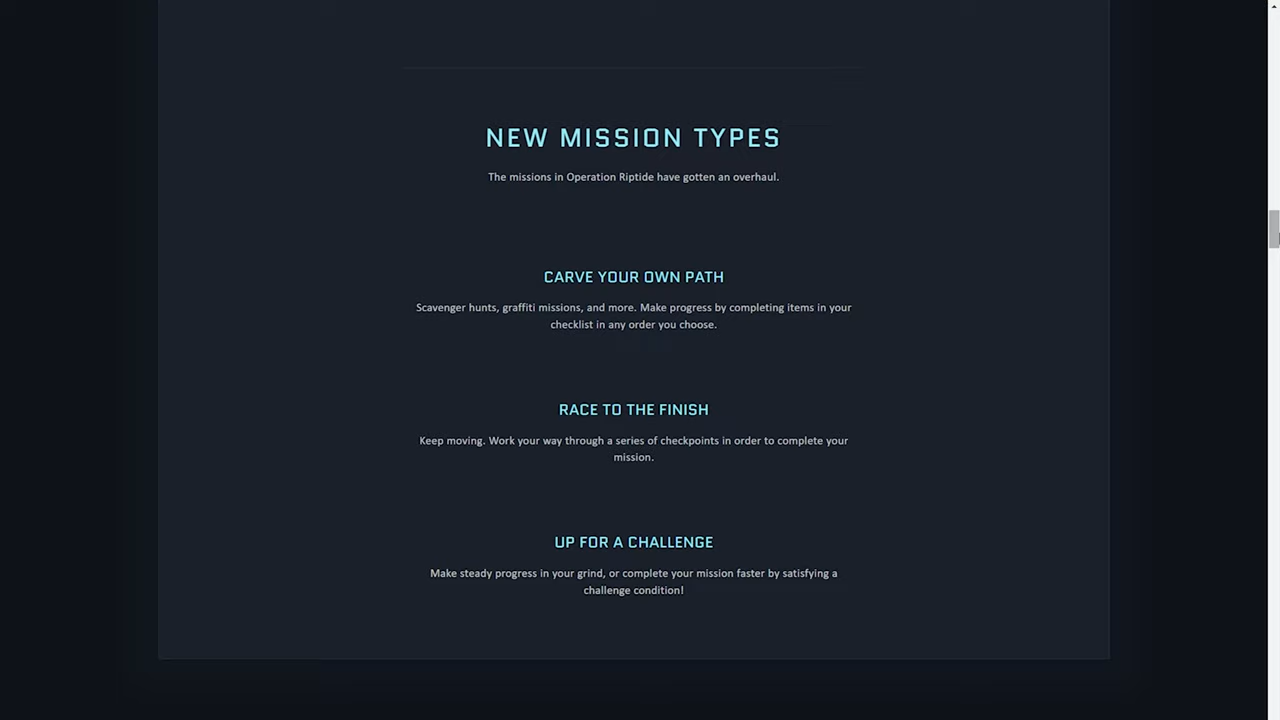 NEW MISSION TYPES
The missions in Operation Riptide have gotten an overhaul.
CARVE YOUR OWN PATH
Scavenger hunts, graffiti missions, and more. Make progress by completing items in your
checklist in any order you choose.
RACE TO THE FINISH
Keep moving. Work your way through a series of checkpoints in order to complete your
mission.
UP FOR A CHALLENGE
Make steady progress in your grind, or complete your mission faster by satisfying a
challenge condition!